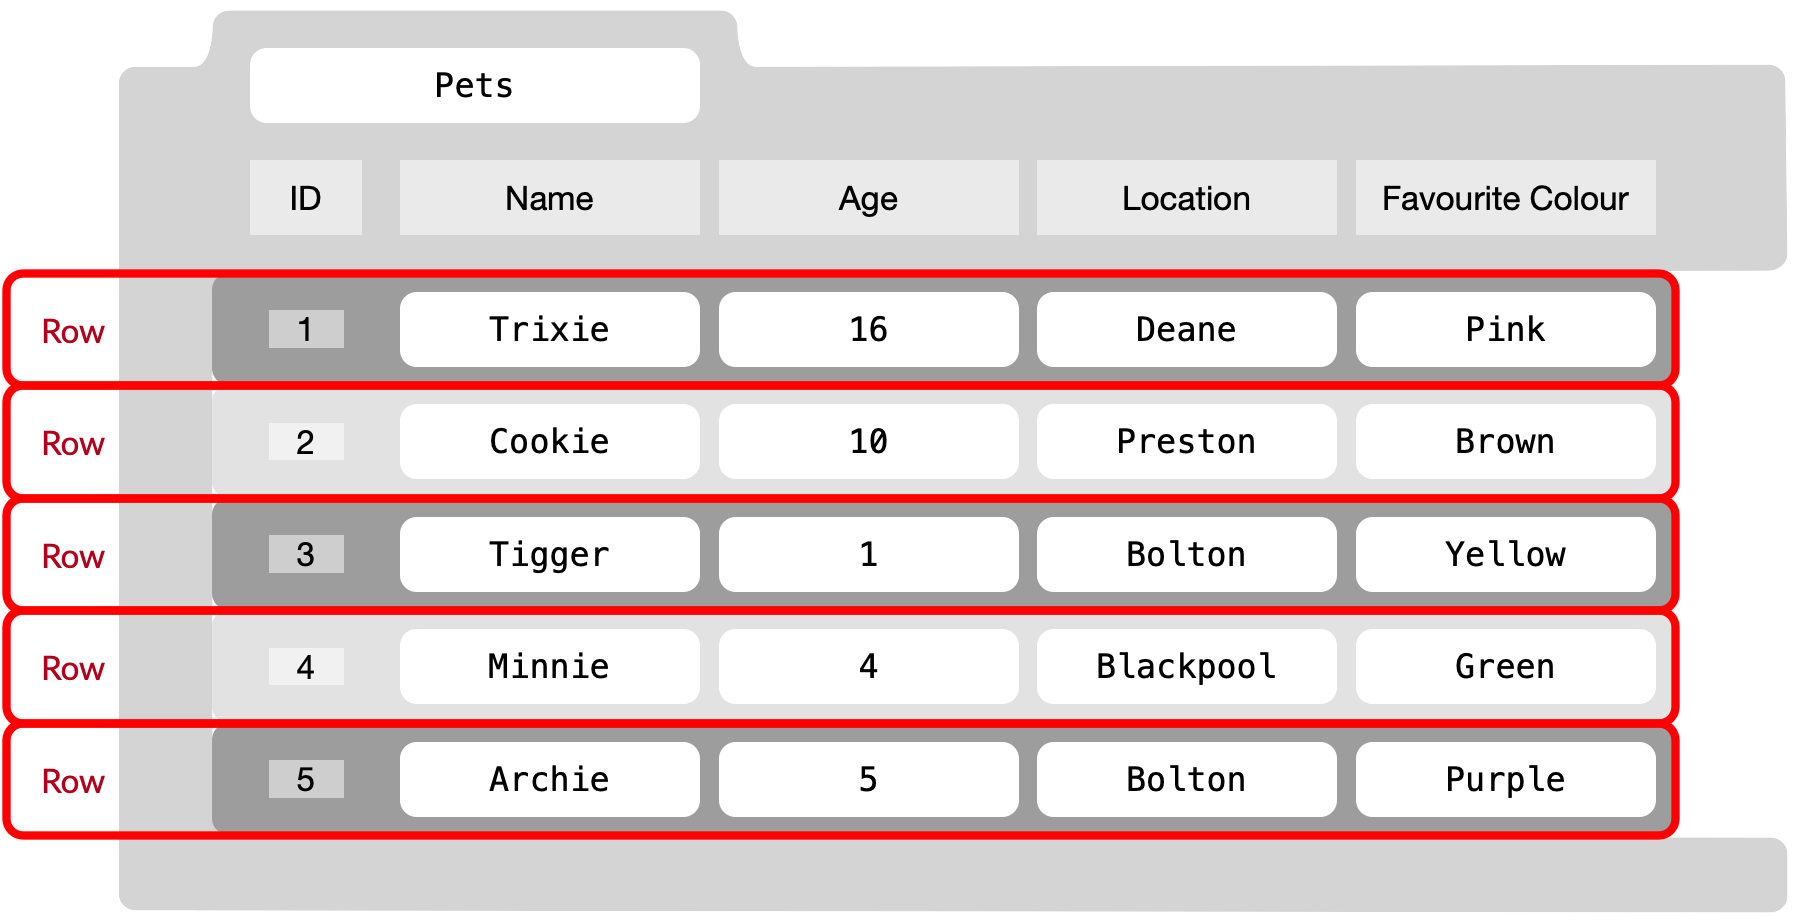 Pets
ID Name Age Location Favourite Colour
Row 1 Trixie 16 Deane Pink
Row 2 Cookie 10 Preston Brown
Row 3 Tigger 1 Bolton Yellow
Row 4 Minnie 4 Blackpool Green
Row 5 Archie 5 Bolton Purple